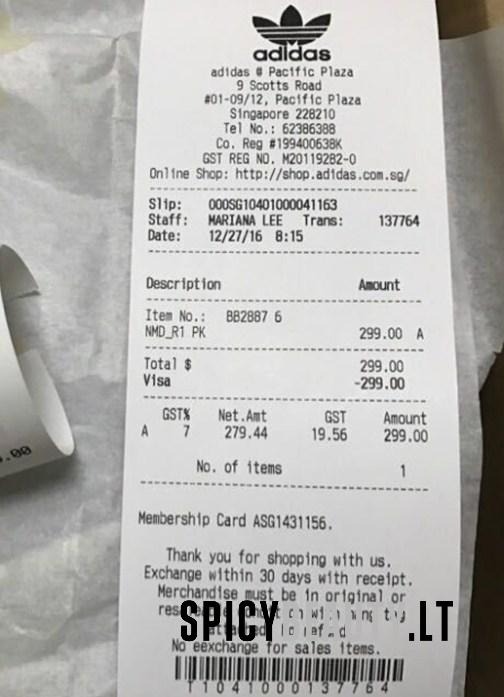 adidas
adidas @ Pacific Plaza
9 Scotts Road
#01-09/12, Pacific Plaza
Singapore 228210
Tel No.: 62386388
Co. Reg #199400638K
GST REG NO. M20119282-0
Online Shop: http://shop.adidas.com.sg/
Slip: 000SG10401000041163
Staff: MARIANA LEE Trans: 137764
Date: 12/27/16 8:15
Description Amount
Item No.: BB2887 6
NMD_R1 PK 299.00 A
Total $ 299.00
Visa -299.00
GST% Net.Amt GST Amount
A 7 279.44 19.56 299.00
No. of items 1
Membership Card ASG1431156.
Thank you for shopping with us.
Exchange within 30 days with receipt.
Merchandise must be in original or
SPICY .LT
No eexchange for sales items.
T1041000137764
.00